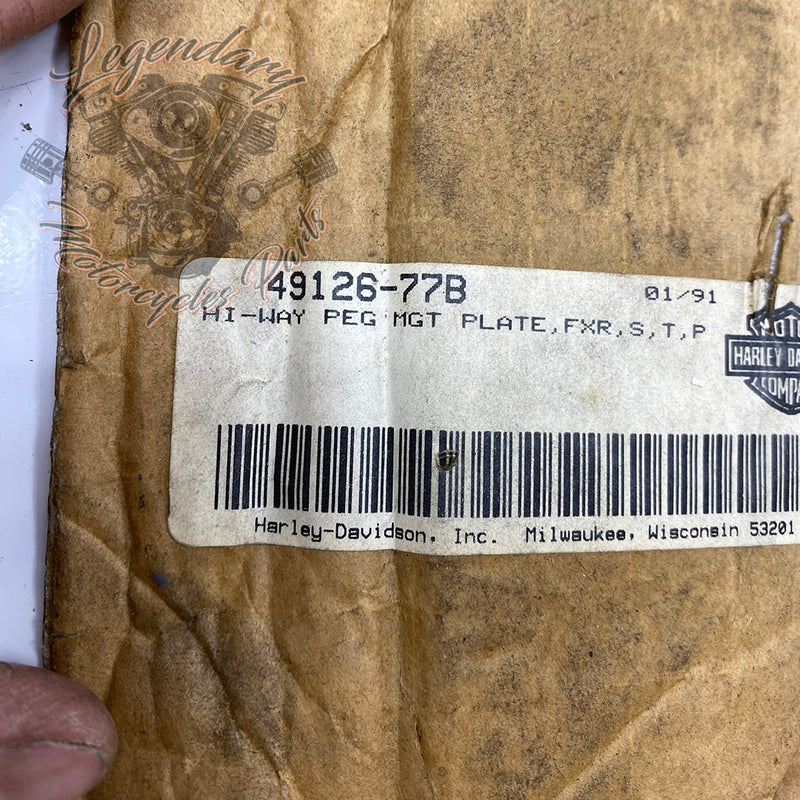 Legendary
Motorcycles Parts
49126-77B 01/91
HI-WAY PEG MGT PLATE,FXR,S,T,P
HARLEY
Harley-Davidson, Inc. Milwaukee, Wisconsin 53201